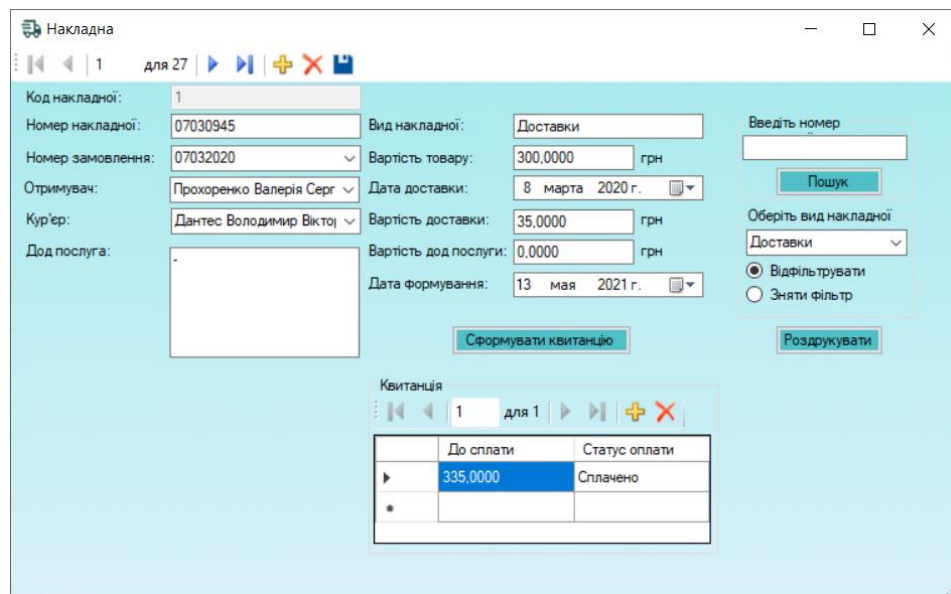 Накладна
1 для 27
Код накладної: 1
Номер накладної: 07030945
Номер замовлення: 07032020
Отримувач: Прохоренко Валерія Серг
Кур'єр: Дантес Володимир Вікто
Дод послуга: -
Вид накладної: Доставки
Вартість товару: 300,0000 грн
Дата доставки: 8 марта 2020 г.
Вартість доставки: 35,0000 грн
Вартість дод послуги: 0,0000 грн
Дата формування: 13 мая 2021 г.
Сформувати квитанцію
Введіть номер
Пошук
Оберіть вид накладної
Доставки
Відфільтрувати
Зняти фільтр
Роздрукувати
Квитанція
1 для 1
До сплати Статус оплати
335,0000 Сплачено